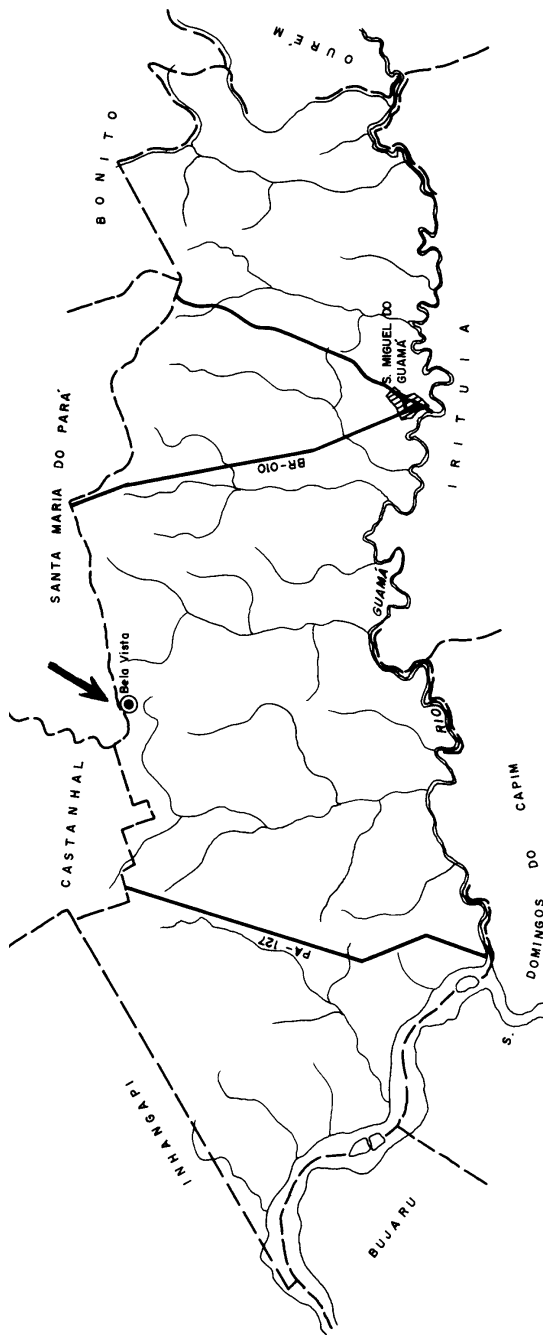 BONITO
OURÉM
SANTA MARIA DO PARÁ
S. MIGUEL DO
GUAMÁ
BR-010
IRITUIA
GUAMÁ
Bela Vista
RIO
CASTANHAL
PA-127
S. DOMINGOS DO CAPIM
INHANGAPI
BUJARU